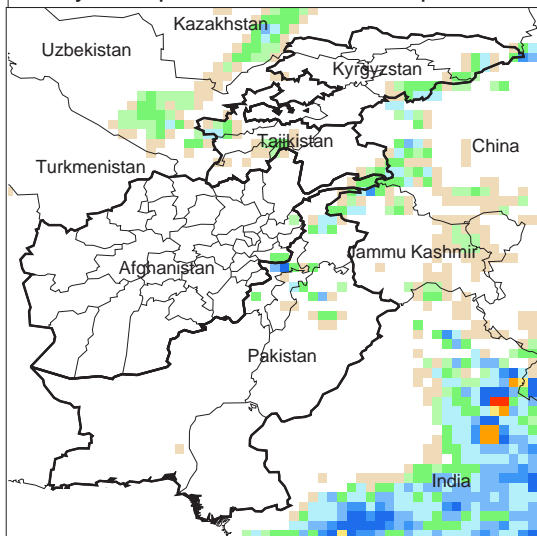 Kazakhstan
Uzbekistan
Kyrgyzstan
Tajikistan
China
Turkmenistan
Jammu Kashmir
Afghanistan
Pakistan
India